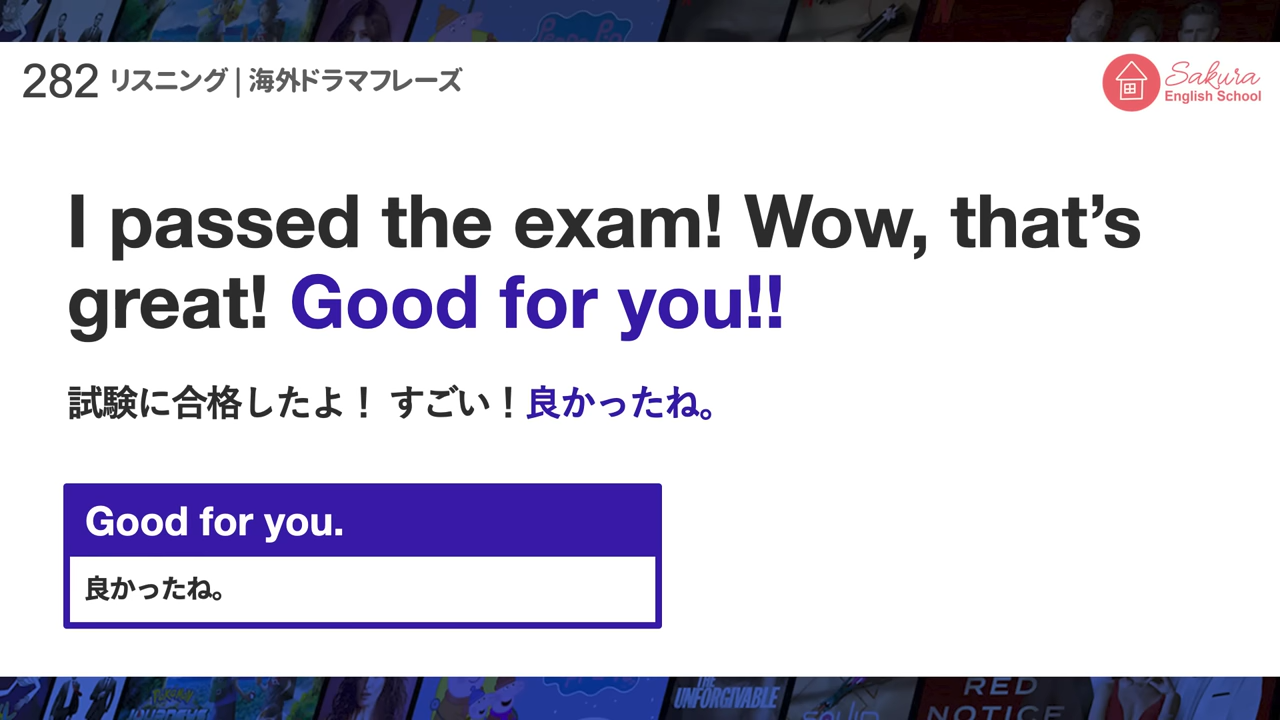 282 リスニング | 海外ドラマフレーズ
Sakura
English School
I passed the exam! Wow, that’s
great! Good for you!!
試験に合格したよ！ すごい！良かったね。
Good for you.
良かったね。
THE
UNFORGIVABLE
RED
NOTICE